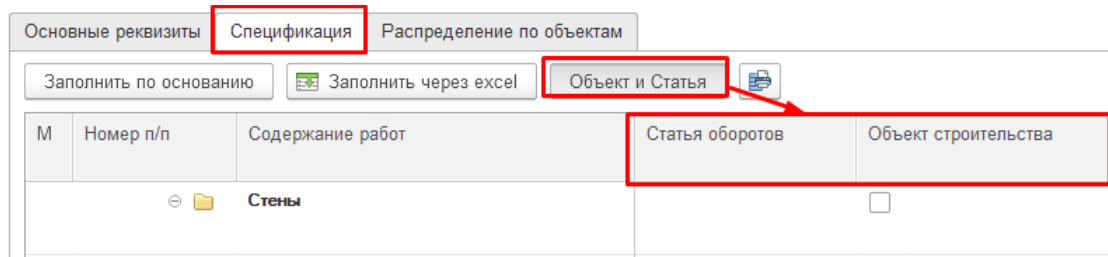 Основные реквизиты Спецификация Распределение по объектам
Заполнить по основанию Заполнить через excel Объект и Статья
М Номер п/п Содержание работ Статья оборотов Объект строительства
Стены